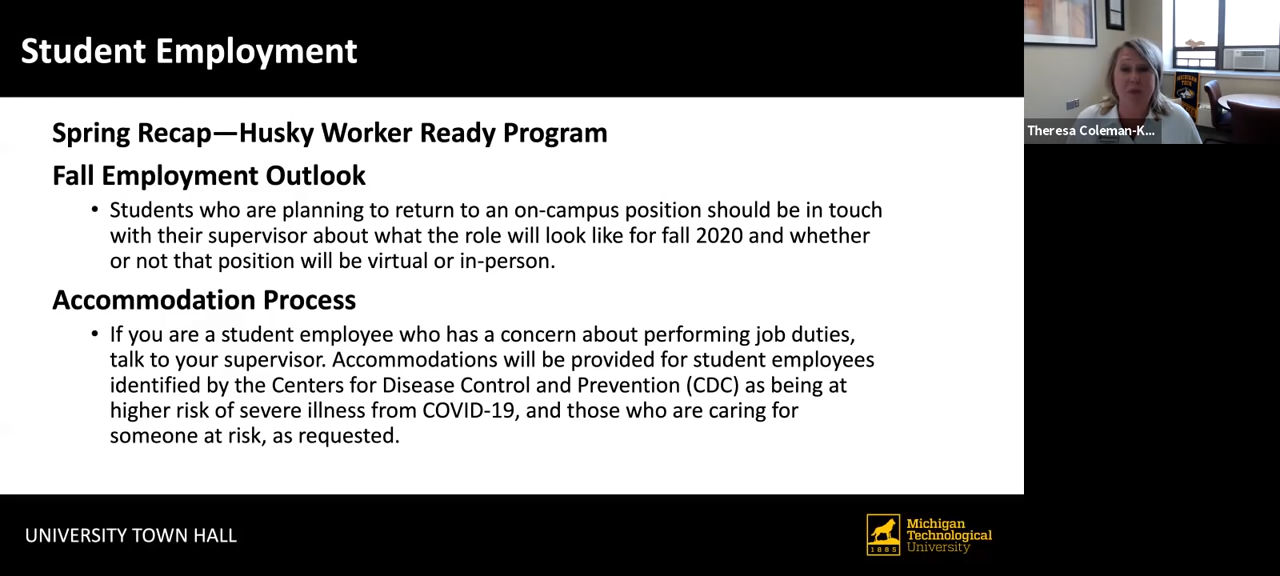 Student Employment
Spring Recap—Husky Worker Ready Program
Fall Employment Outlook
• Students who are planning to return to an on-campus position should be in touch
with their supervisor about what the role will look like for fall 2020 and whether
or not that position will be virtual or in-person.
Accommodation Process
• If you are a student employee who has a concern about performing job duties,
talk to your supervisor. Accommodations will be provided for student employees
identified by the Centers for Disease Control and Prevention (CDC) as being at
higher risk of severe illness from COVID-19, and those who are caring for
someone at risk, as requested.
UNIVERSITY TOWN HALL
1885
Michigan
Technological
University
Theresa Coleman-K...